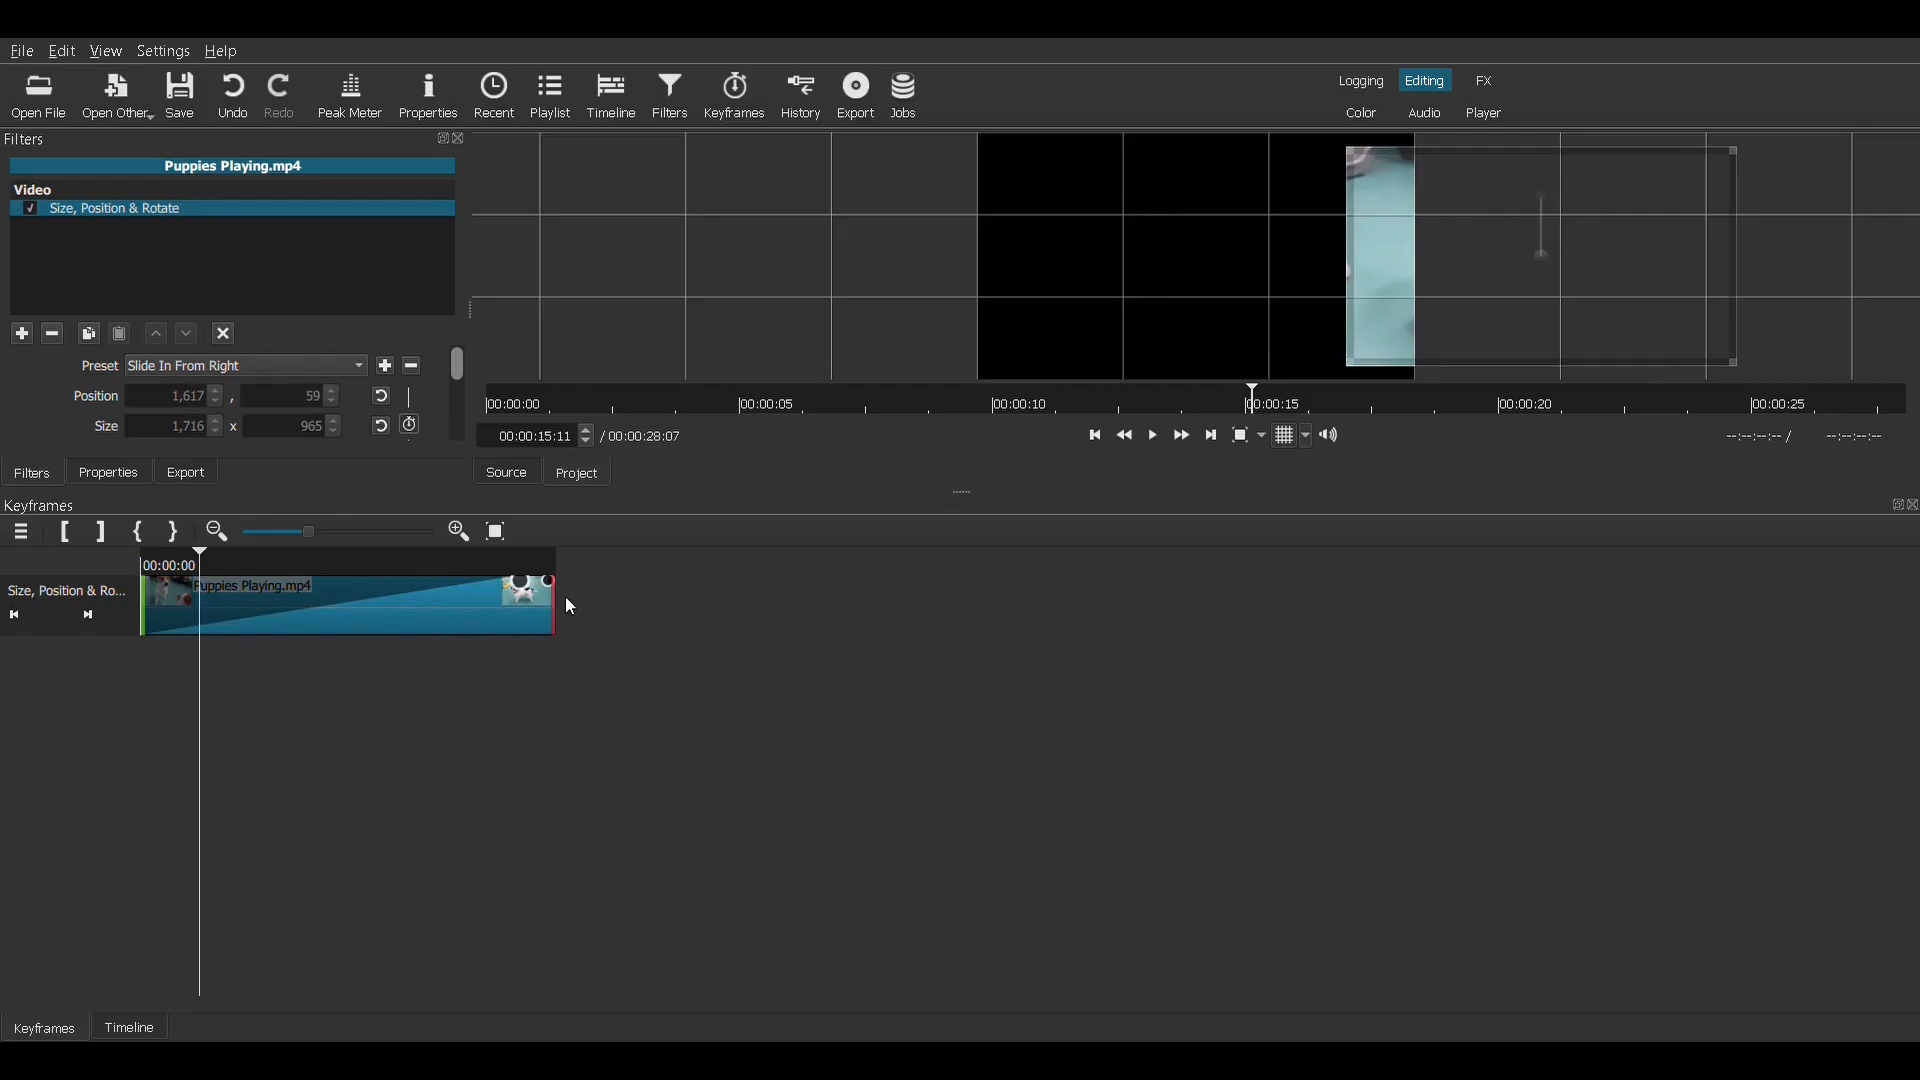 File Edit View Settings Help
Open File Open Other Save Undo Redo Peak Meter Properties Recent Playlist Timeline Filters Keyframes History Export Jobs
Logging Editing FX
Color Audio Player
Filters
Puppies Playing.mp4
Video
Size, Position & Rotate
Preset Slide In From Right
Position 1,617 , 59
Size 1,716 x 965
00:00:00 00:00:05 00:00:10 00:00:15 00:00:20 00:00:25
00:00:15:11 / 00:00:28:07
--:--:--:-- / --:--:--:--
Filters Properties Export
Source Project
Keyframes
00:00:00
Size, Position & Ro...
Puppies Playing.mp4
Keyframes Timeline